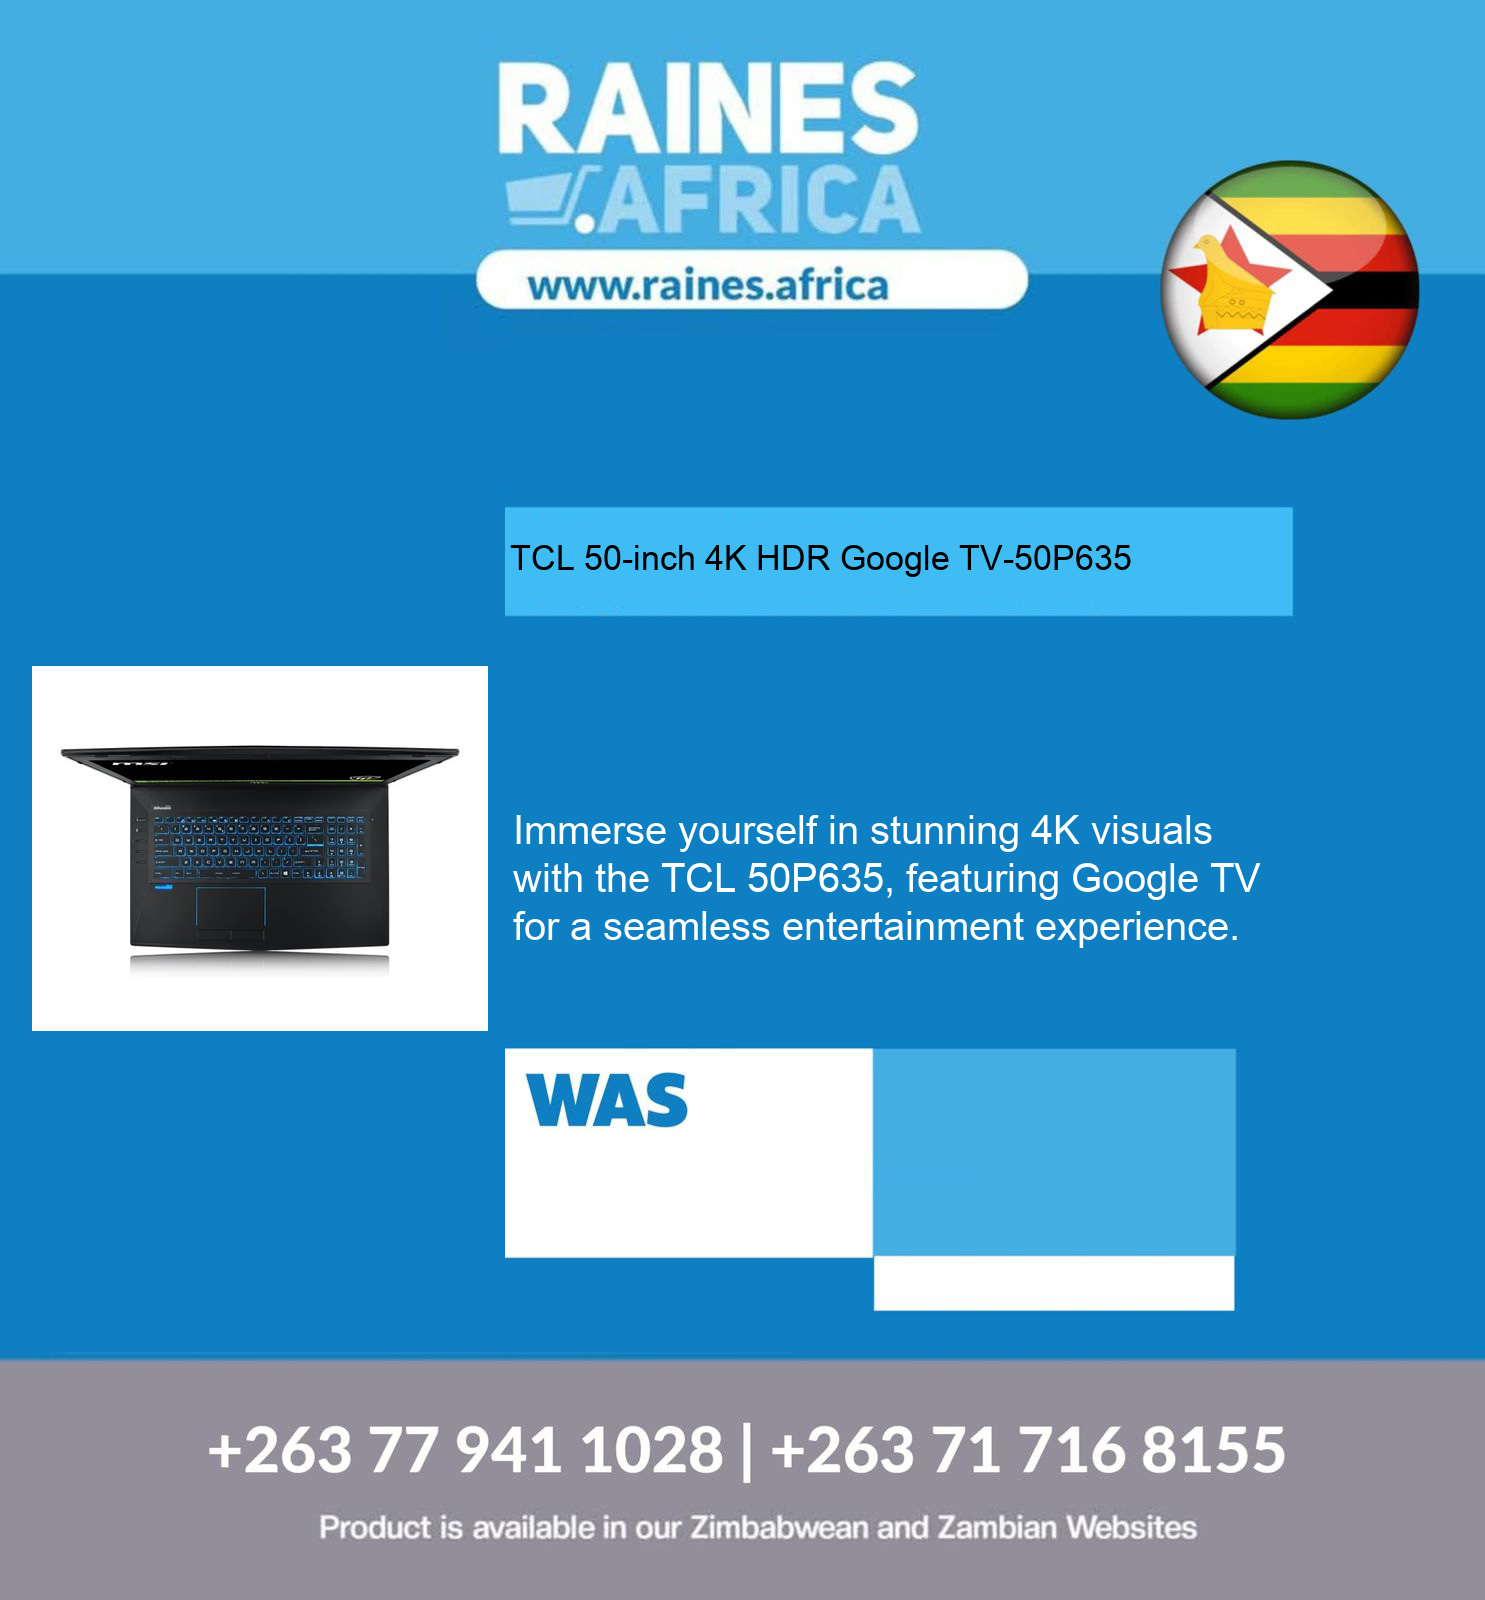 RAINES
.AFRICA
www.raines.africa
TCL 50-inch 4K HDR Google TV-50P635
msi
Immerse yourself in stunning 4K visuals
with the TCL 50P635, featuring Google TV
for a seamless entertainment experience.
WAS
+263 77 941 1028 | +263 71 716 8155
Product is available in our Zimbabwean and Zambian Websites